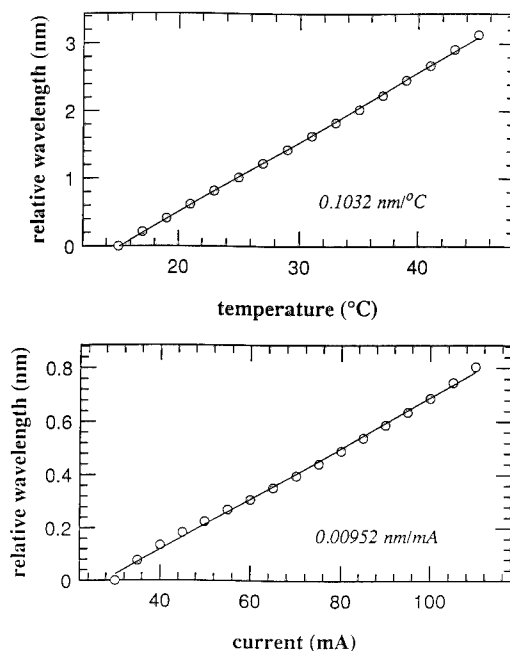 relative wavelength (nm)
3
2
1
0
20
30
40
0.1032 nm/°C
temperature (°C)
relative wavelength (nm)
0.8
0.6
0.4
0.2
0
40
60
80
100
0.00952 nm/mA
current (mA)